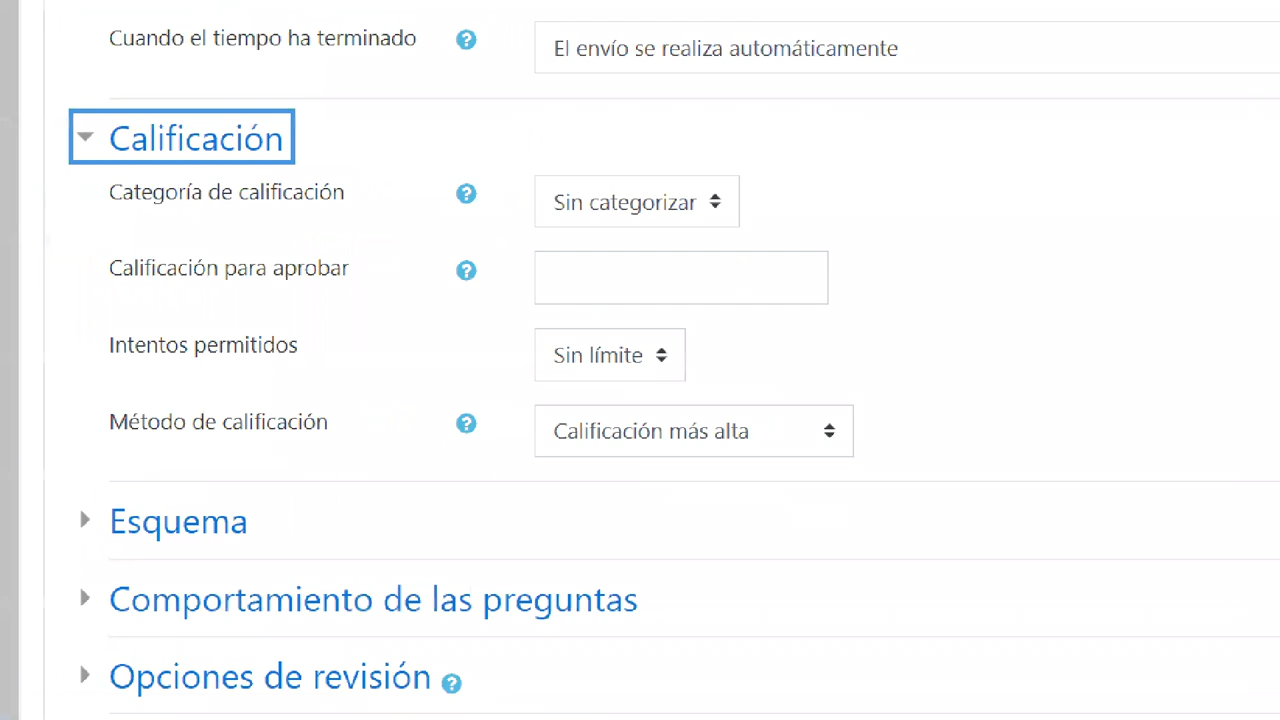 Cuando el tiempo ha terminado ? El envío se realiza automáticamente
Calificación
Categoría de calificación ? Sin categorizar
Calificación para aprobar ?
Intentos permitidos Sin límite
Método de calificación ? Calificación más alta
Esquema
Comportamiento de las preguntas
Opciones de revisión ?